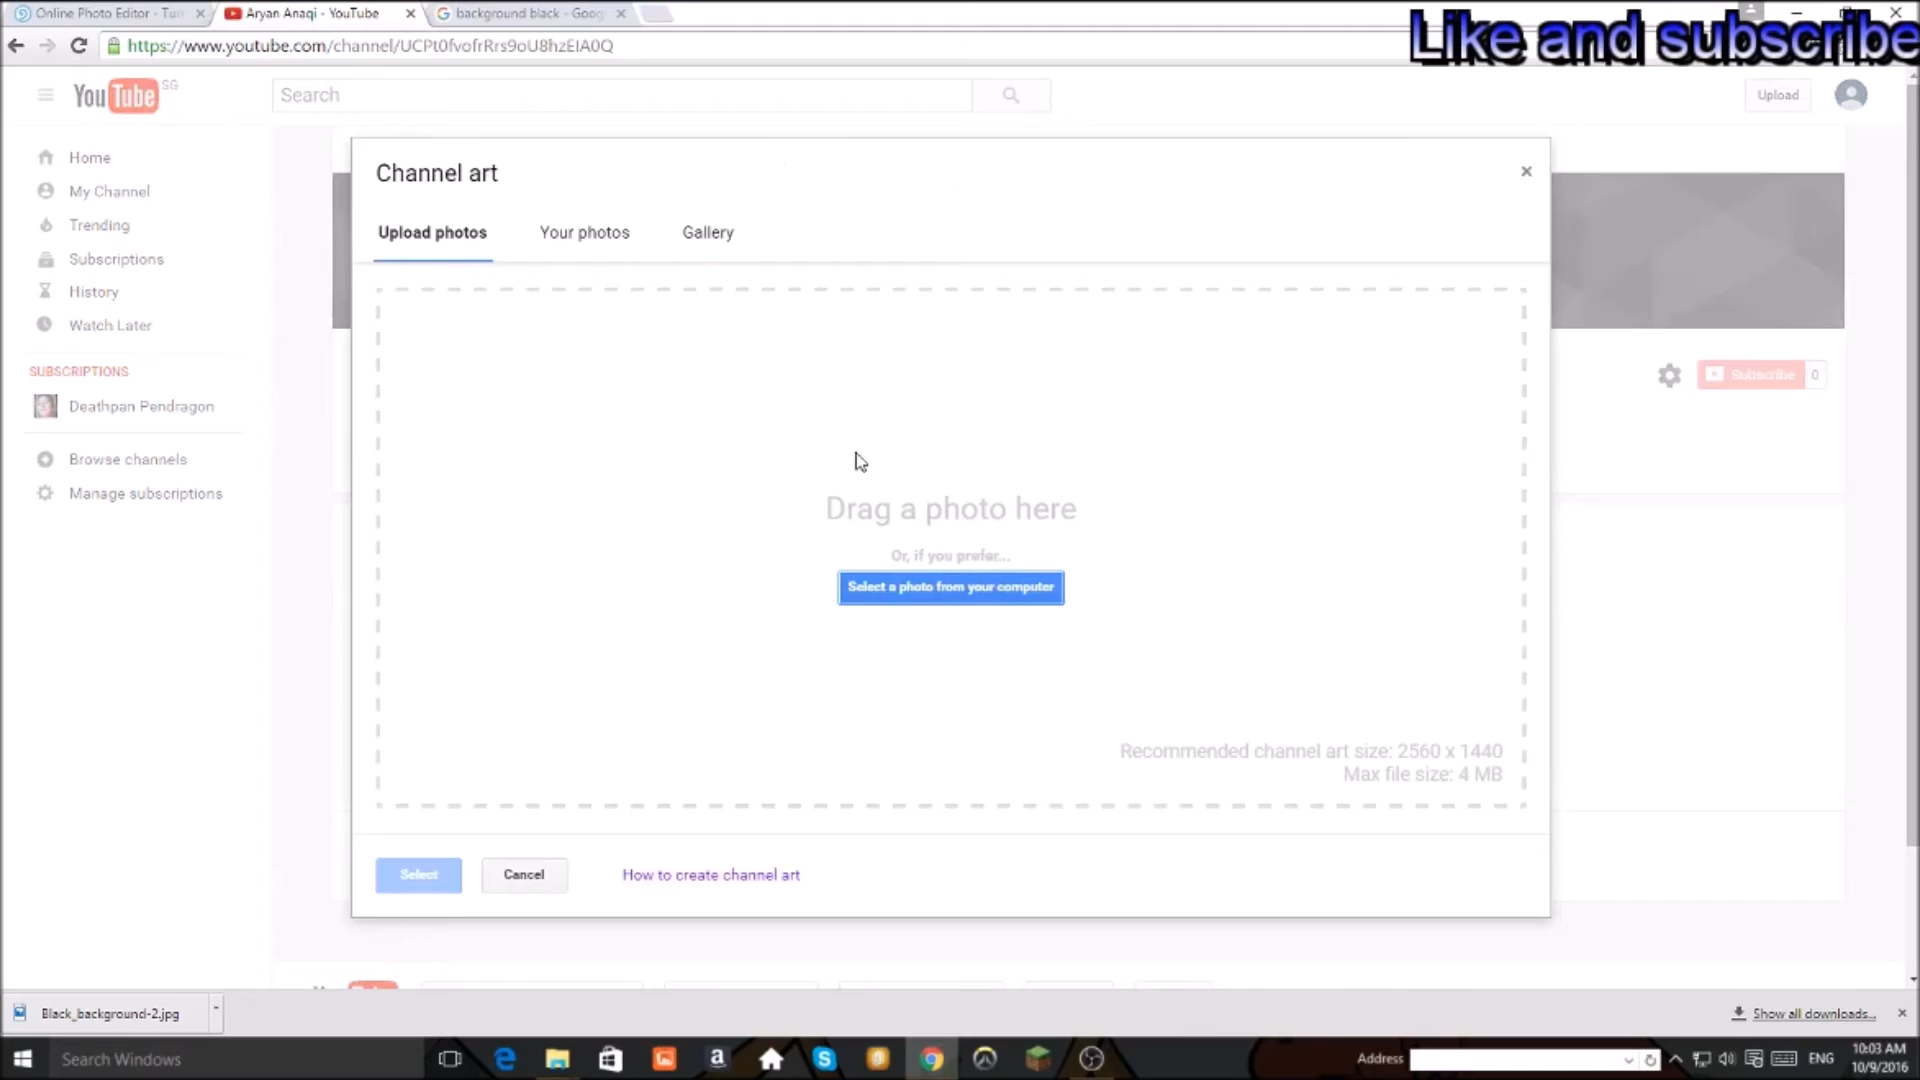 Online Photo Editor - Tun
Aryan Anaqi - YouTube
background black - Goog
Like and subscribe
https://www.youtube.com/channel/UCPt0fvofrRrs9oU8hzEIA0Q
YouTube SG
Search
Upload
Home
My Channel
Trending
Subscriptions
History
Watch Later
SUBSCRIPTIONS
Deathpan Pendragon
Browse channels
Manage subscriptions
Channel art
Upload photos
Your photos
Gallery
Subscribe 0
Drag a photo here
Or, if you prefer...
Select a photo from your computer
Recommended channel art size: 2560 x 1440
Max file size: 4 MB
Select
Cancel
How to create channel art
Black_background-2.jpg
Show all downloads...
Search Windows
Address
ENG
10:03 AM
10/9/2016